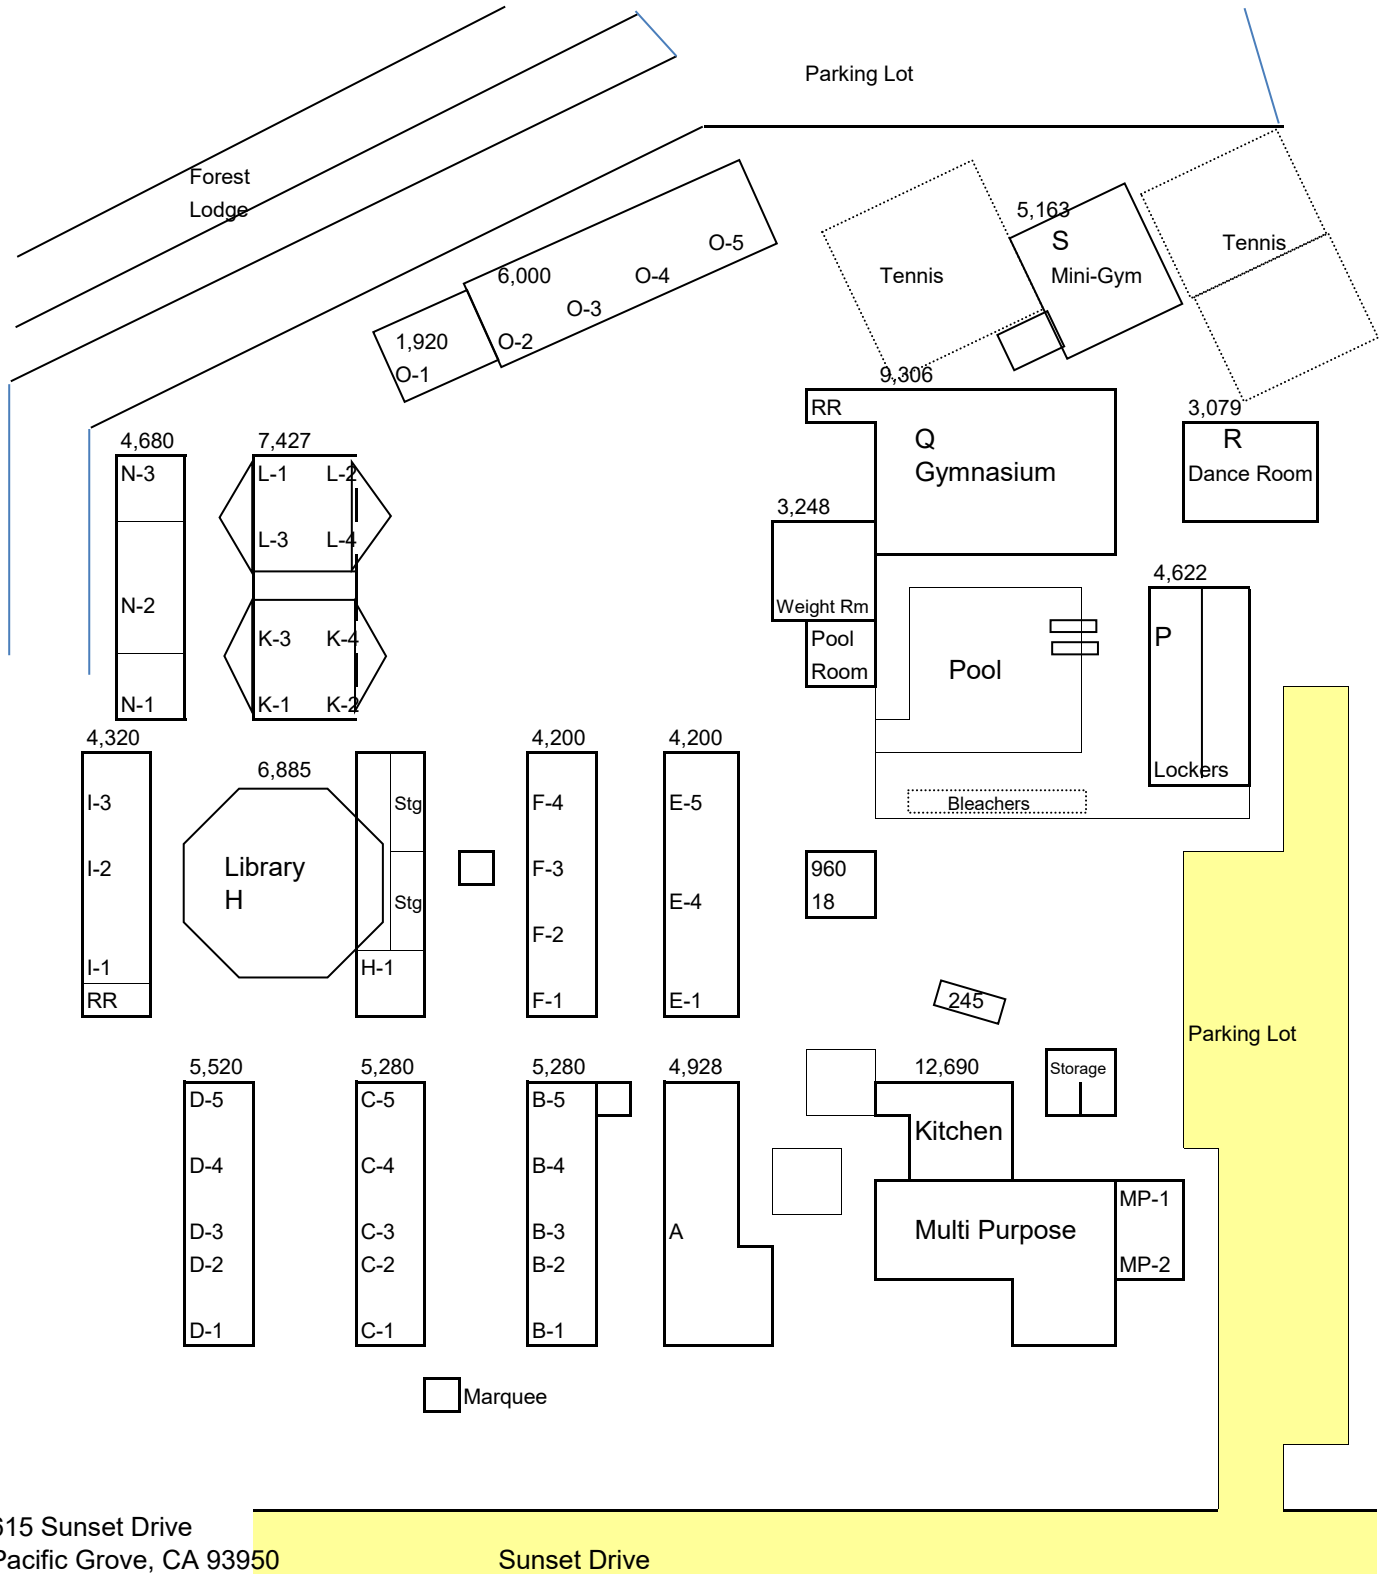 Parking Lot
Forest
Lodge
5,163
S
Mini-Gym
Tennis
Tennis
O-5
O-4
6,000
O-3
O-2
1,920
O-1
9,306
RR
Q
Gymnasium
3,079
R
Dance Room
4,680
7,427
N-3
L-1
L-2
3,248
L-3
L-4
4,622
N-2
Weight Rm
K-3
K-4
Pool
Room
Pool
P
N-1
K-1
K-2
4,320
4,200
4,200
6,885
Lockers
I-3
Stg
F-4
E-5
Bleachers
I-2
Library
H
F-3
960
18
Stg
E-4
F-2
I-1
H-1
RR
F-1
E-1
245
Parking Lot
5,520
5,280
5,280
4,928
12,690
Storage
D-5
C-5
B-5
Kitchen
D-4
C-4
B-4
MP-1
D-3
C-3
B-3
A
Multi Purpose
D-2
C-2
B-2
MP-2
D-1
C-1
B-1
Marquee
615 Sunset Drive
Pacific Grove, CA 93950
Sunset Drive